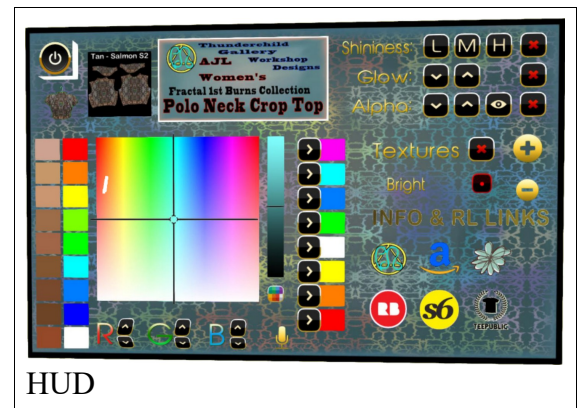 Tan - Salmon S2
Thunderchild
Gallery
AJL Workshop
Designs
Women's
Fractal 1st Burns Collection
Polo Neck Crop Top
Shininess: L M H
Glow:
Alpha:
Textures
Bright
INFO & RL LINKS
a
RB s6 TEEPUBLIC
R G B
HUD